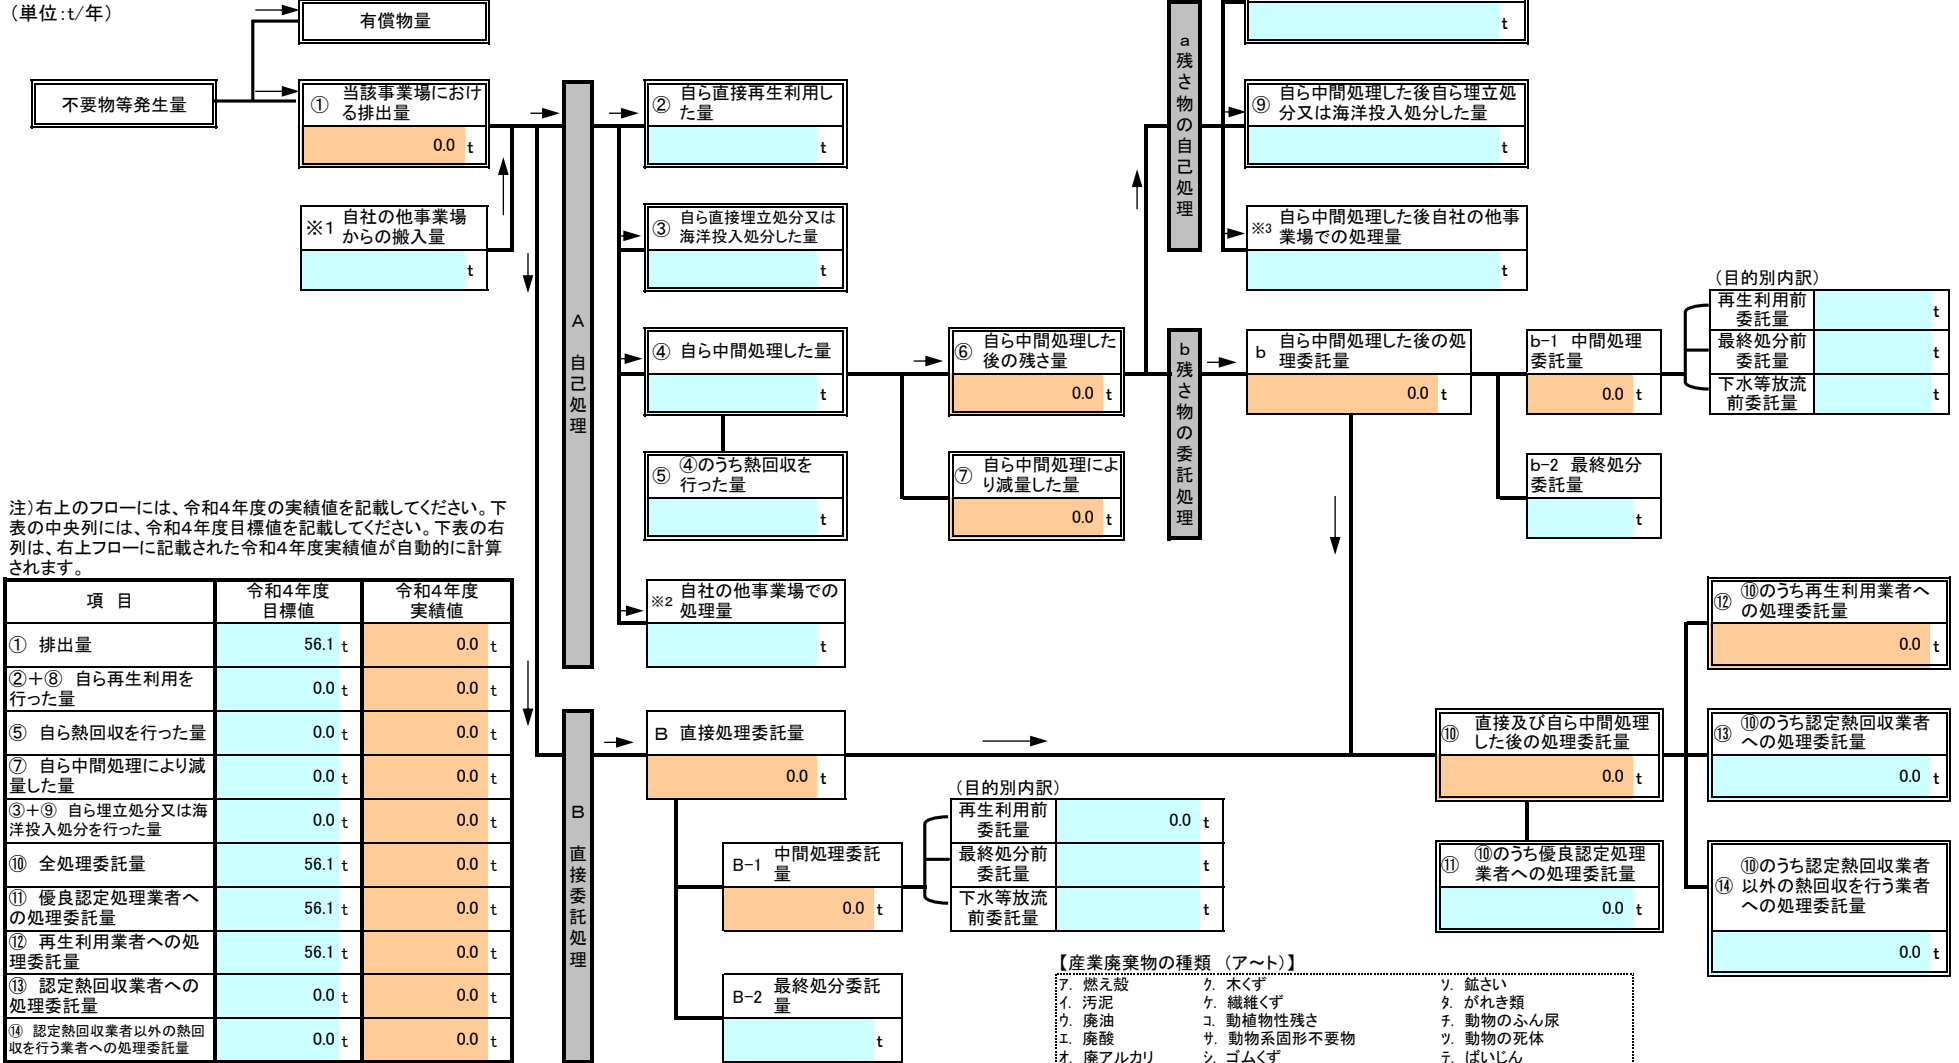 (単位:t/年)
有償物量
不要物等発生量
① 当該事業場におけ
る排出量
0.0 t
※1 自社の他事業場
からの搬入量
t
A 自己処理
② 自ら直接再生利用し
た量
t
③ 自ら直接埋立処分又は
海洋投入処分した量
t
④ 自ら中間処理した量
t
⑤ ④のうち熱回収を
行った量
t
※2 自社の他事業場での
処理量
t
⑥ 自ら中間処理した
後の残さ量
0.0 t
⑦ 自ら中間処理によ
り減量した量
0.0 t
a 残さ物の自己処理
t
⑨ 自ら中間処理した後自ら埋立処
分又は海洋投入処分した量
t
※3 自ら中間処理した後自社の他事
業場での処理量
t
b 残さ物の委託処理
b 自ら中間処理した後の処
理委託量
0.0 t
b-1 中間処理
委託量
0.0 t
b-2 最終処分
委託量
t
(目的別内訳)
再生利用前
委託量
t
最終処分前
委託量
t
下水等放流
前委託量
t
注)右上のフローには、令和4年度の実績値を記載してください。下
表の中央列には、令和4年度目標値を記載してください。下表の右
列は、右上フローに記載された令和4年度実績値が自動的に計算
されます。
項 目 令和4年度
目標値 令和4年度
実績値
① 排出量 56.1 t 0.0 t
②+⑧ 自ら再生利用を
行った量 0.0 t 0.0 t
⑤ 自ら熱回収を行った量 0.0 t 0.0 t
⑦ 自ら中間処理により減
量した量 0.0 t 0.0 t
③+⑨ 自ら埋立処分又は海
洋投入処分を行った量 0.0 t 0.0 t
⑩ 全処理委託量 56.1 t 0.0 t
⑪ 優良認定処理業者へ
の処理委託量 56.1 t 0.0 t
⑫ 再生利用業者への処
理委託量 56.1 t 0.0 t
⑬ 認定熱回収業者への
処理委託量 0.0 t 0.0 t
⑭ 認定熱回収業者以外の熱回
収を行う業者への処理委託量 0.0 t 0.0 t
B 直接委託処理
B 直接処理委託量
0.0 t
B-1 中間処理委託
量
0.0 t
B-2 最終処分委託
量
t
(目的別内訳)
再生利用前
委託量
0.0 t
最終処分前
委託量
t
下水等放流
前委託量
t
⑩ 直接及び自ら中間処理
した後の処理委託量
0.0 t
⑪ ⑩のうち優良認定処理
業者への処理委託量
0.0 t
⑫ ⑩のうち再生利用業者へ
の処理委託量
0.0 t
⑬ ⑩のうち認定熱回収業者
への処理委託量
0.0 t
⑭ ⑩のうち認定熱回収業者
以外の熱回収を行う業者
への処理委託量
0.0 t
【産業廃棄物の種類 (ア~ト)】
ア. 燃え殻 ク. 木くず ソ. 鉱さい
イ. 汚泥 ケ. 繊維くず タ. がれき類
ウ. 廃油 コ. 動植物性残さ チ. 動物のふん尿
エ. 廃酸 サ. 動物系固形不要物 ツ. 動物の死体
オ. 廃アルカリ シ. ゴムくず テ. ばいじん